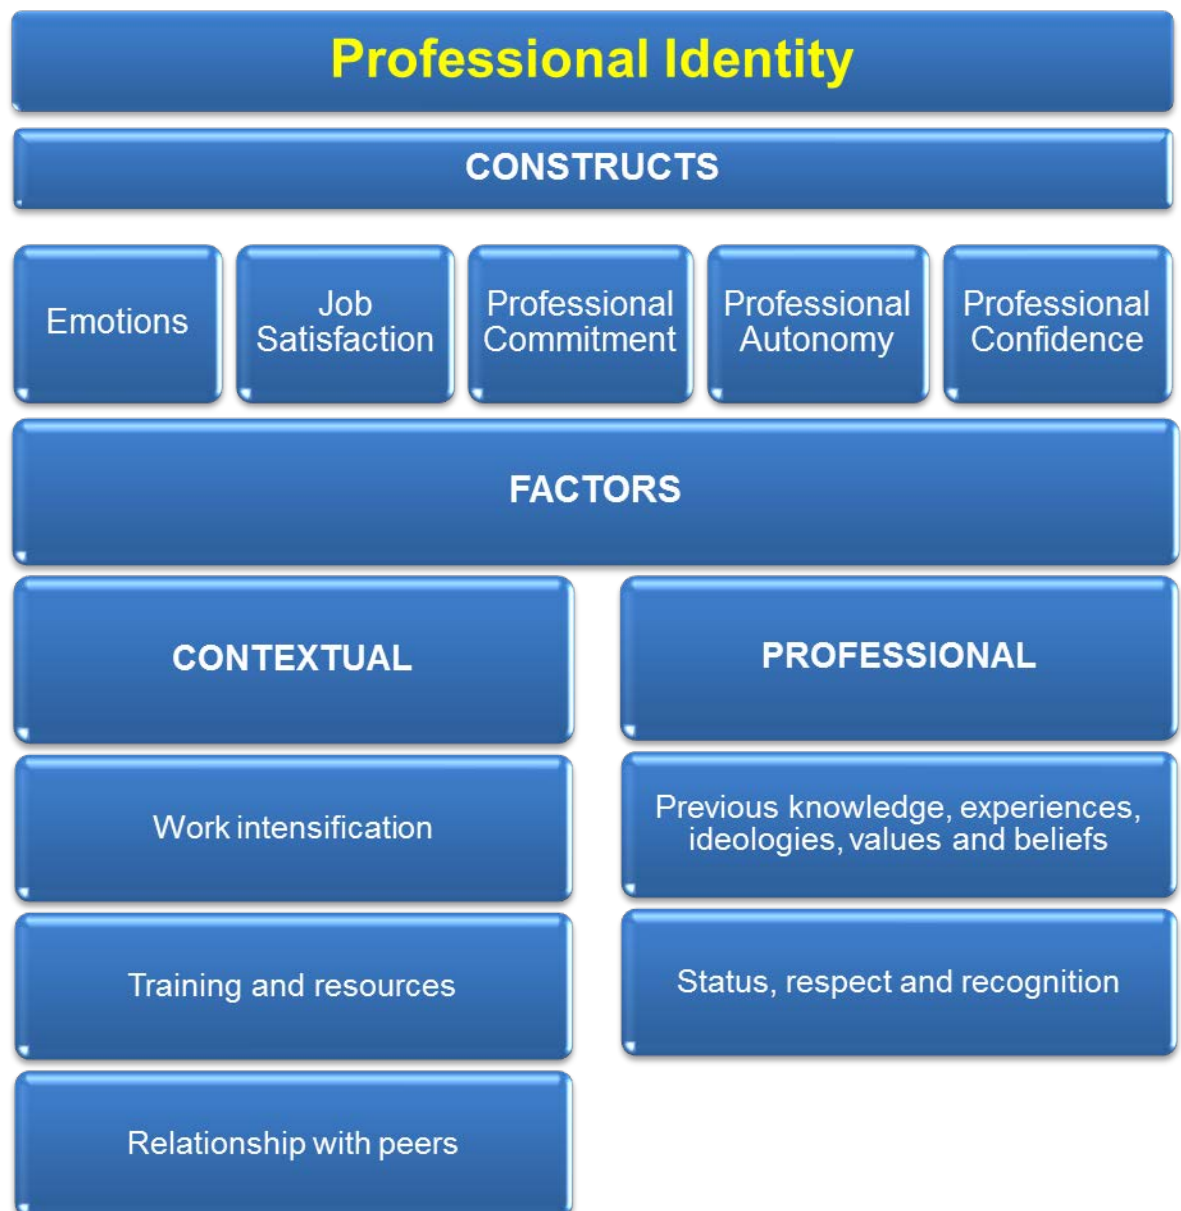 Professional Identity
CONSTRUCTS
Emotions
Job
Satisfaction
Professional
Commitment
Professional
Autonomy
Professional
Confidence
FACTORS
CONTEXTUAL
Work intensification
Training and resources
Relationship with peers
PROFESSIONAL
Previous knowledge, experiences,
ideologies, values and beliefs
Status, respect and recognition